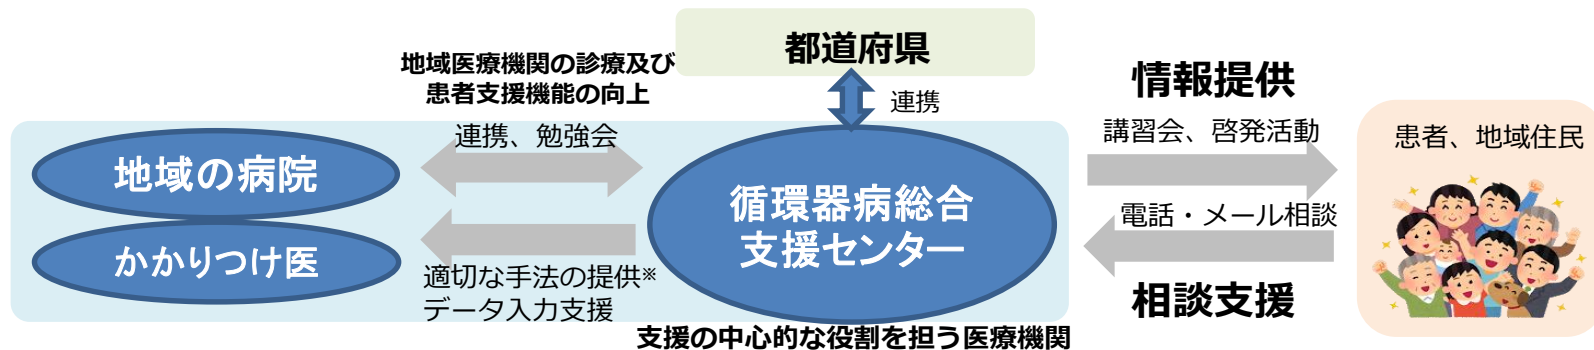 都道府県
地域医療機関の診療及び
患者支援機能の向上
連携
情報提供
連携、勉強会
講習会、啓発活動
患者、地域住民
地域の病院
循環器病総合
支援センター
電話・メール相談
かかりつけ医
適切な手法の提供※
データ入力支援
相談支援
支援の中心的な役割を担う医療機関